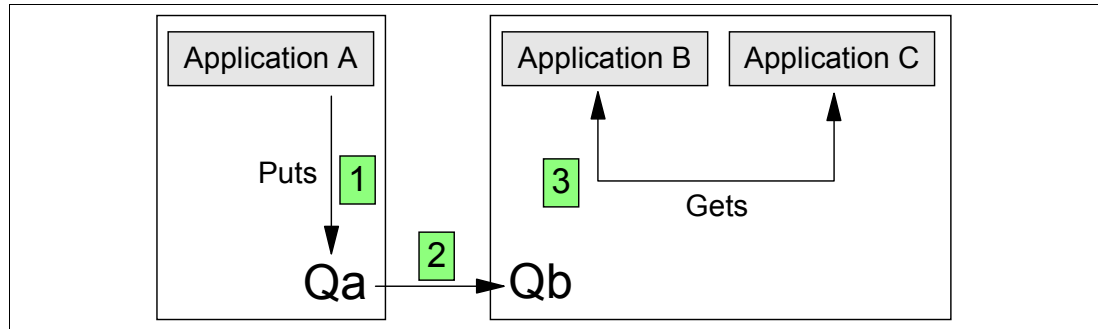 Application A
Application B
Application C
Puts
1
3
Gets
2
Qa
Qb